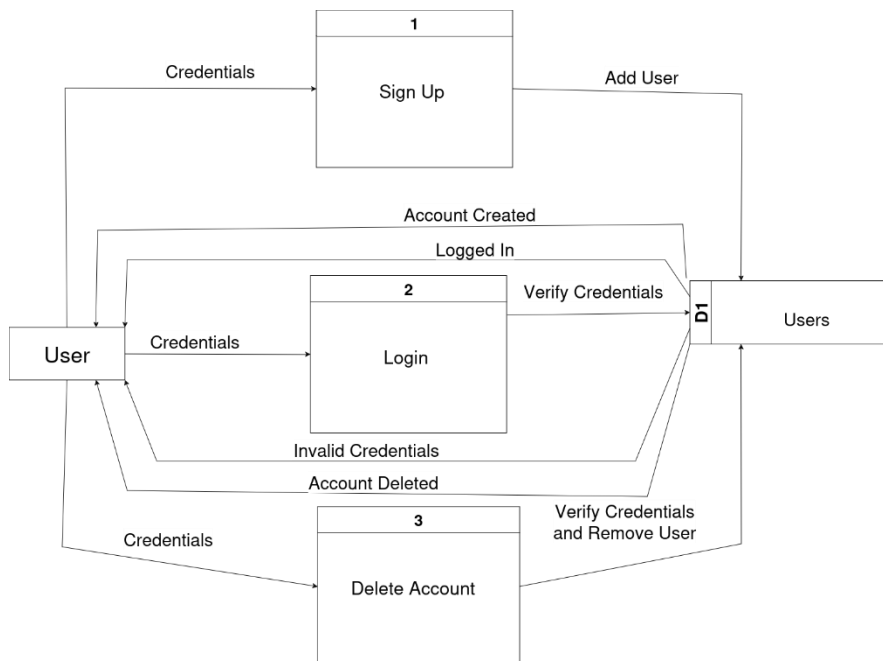 1
Credentials
Sign Up
Add User
Account Created
Logged In
2
Verify Credentials
D1
Users
User
Credentials
Login
Invalid Credentials
Account Deleted
3
Verify Credentials
and Remove User
Credentials
Delete Account